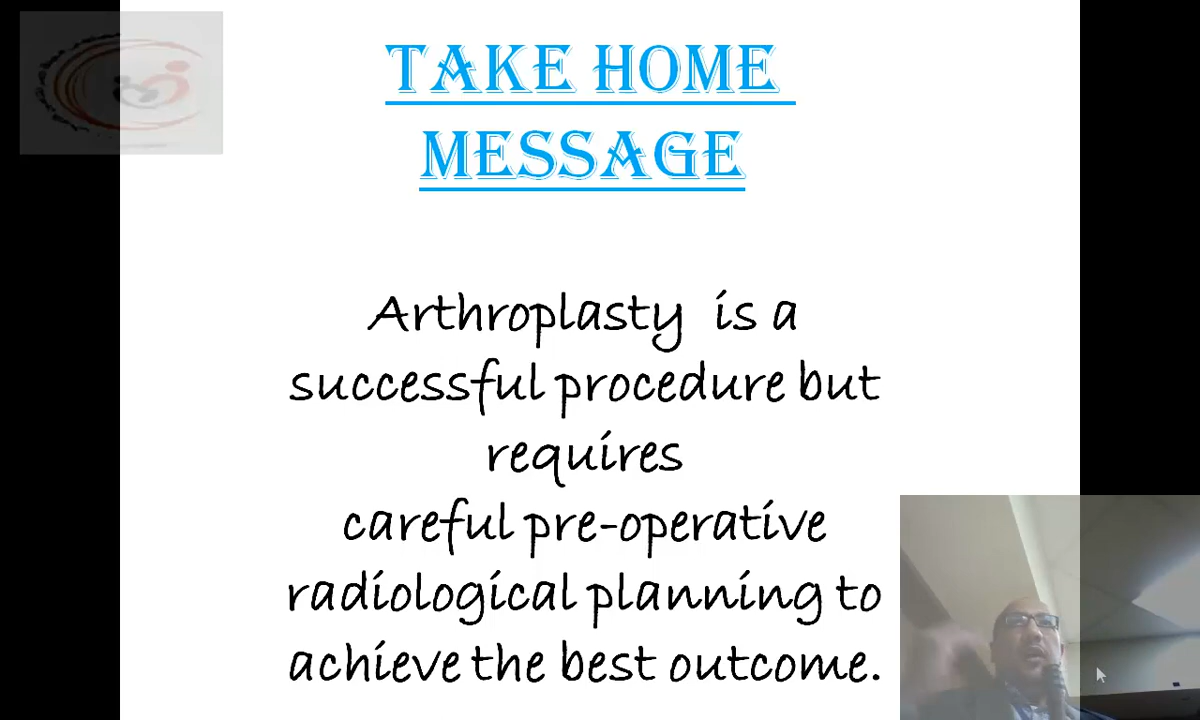 TAKE HOME
MESSAGE
Arthroplasty is a
successful procedure but
requires
careful pre-operative
radiological planning to
achieve the best outcome.